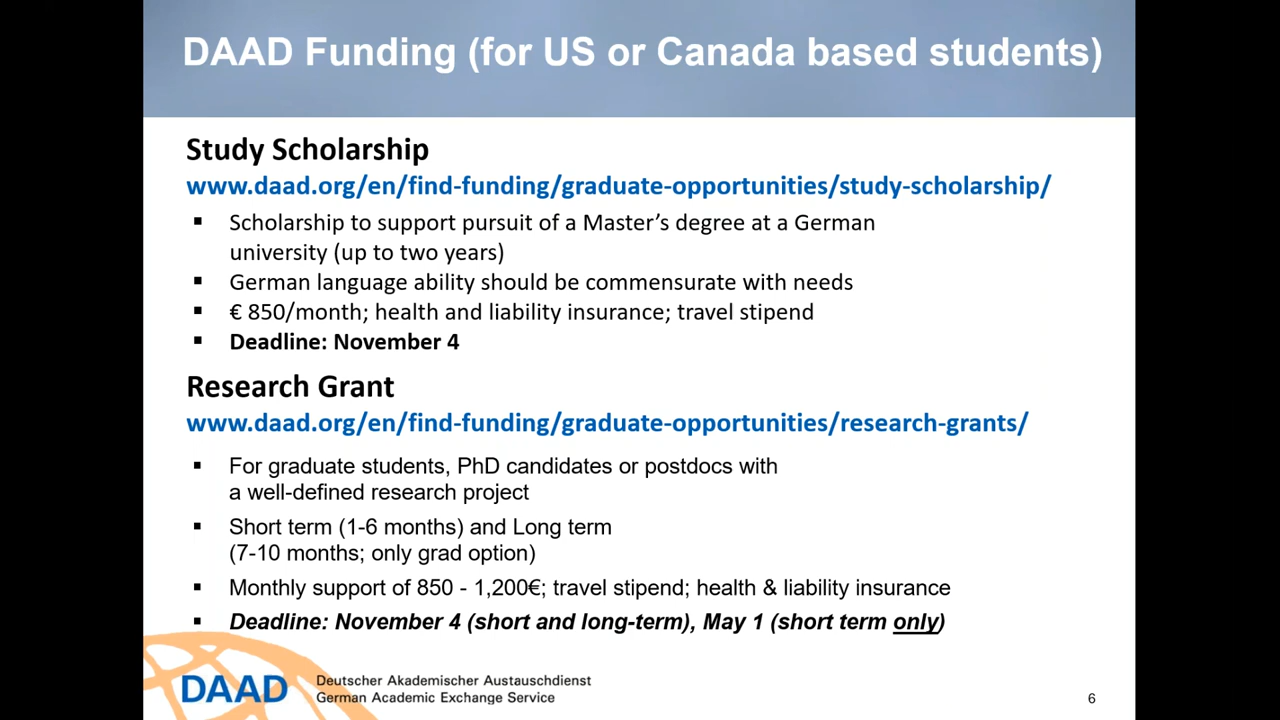 DAAD Funding (for US or Canada based students)
Study Scholarship
www.daad.org/en/find-funding/graduate-opportunities/study-scholarship/
▪ Scholarship to support pursuit of a Master’s degree at a German
university (up to two years)
▪ German language ability should be commensurate with needs
▪ € 850/month; health and liability insurance; travel stipend
▪ Deadline: November 4
Research Grant
www.daad.org/en/find-funding/graduate-opportunities/research-grants/
▪ For graduate students, PhD candidates or postdocs with
a well-defined research project
▪ Short term (1-6 months) and Long term
(7-10 months; only grad option)
▪ Monthly support of 850 - 1,200€; travel stipend; health & liability insurance
▪ Deadline: November 4 (short and long-term), May 1 (short term only)
DAAD
Deutscher Akademischer Austauschdienst
German Academic Exchange Service
6